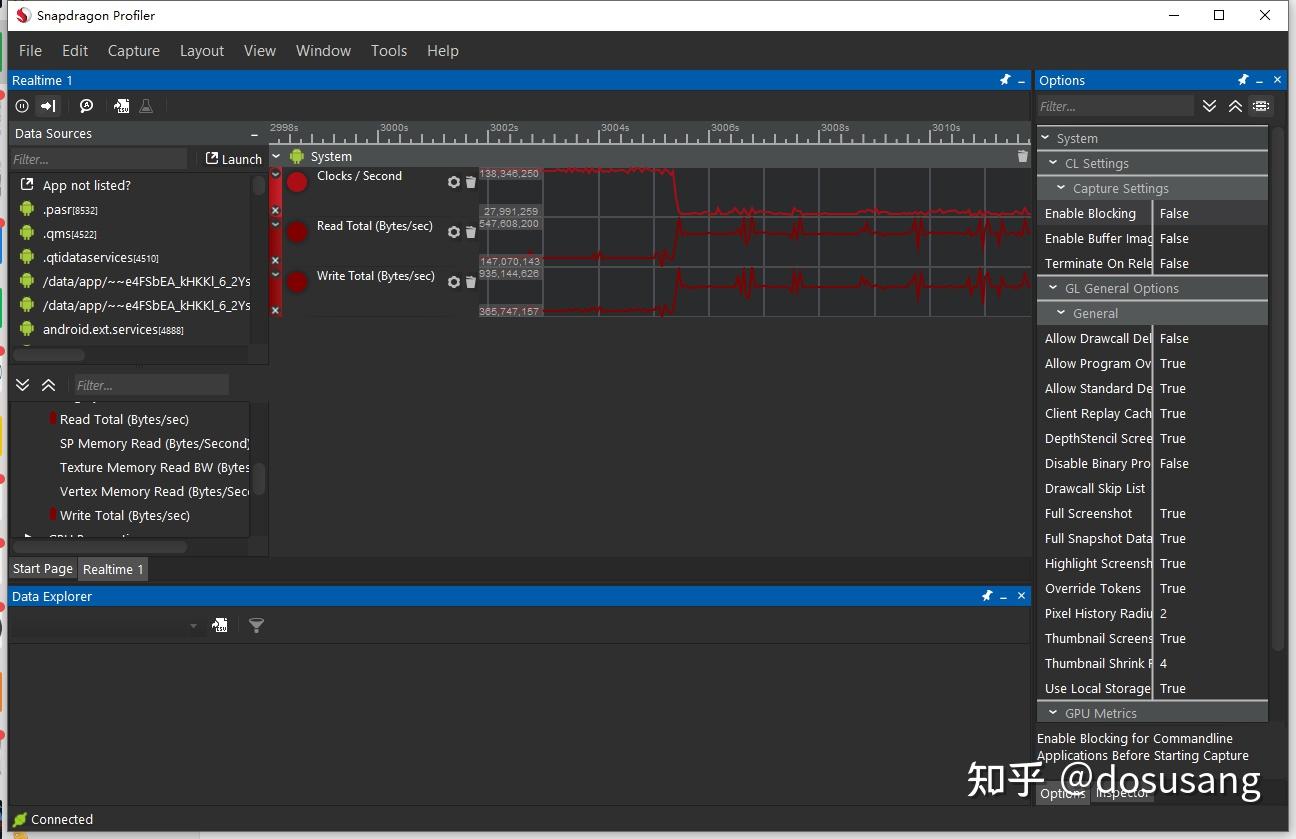 Snapdragon Profiler
File Edit Capture Layout View Window Tools Help
Realtime 1
Data Sources
Filter...
Launch
App not listed?
.pasr[8532]
.qms[4522]
.qtidataservices[4510]
/data/app/~~e4FSbEA_kHKKl_6_2Ys
/data/app/~~e4FSbEA_kHKKl_6_2Ys
android.ext.services[4888]
Filter...
Read Total (Bytes/sec)
SP Memory Read (Bytes/Second)
Texture Memory Read BW (Bytes
Vertex Memory Read (Bytes/Sec
Write Total (Bytes/sec)
Start Page
Realtime 1
2998s 3000s 3002s 3004s 3006s 3008s 3010s
System
Clocks / Second
138,346,250
27,991,259
Read Total (Bytes/sec)
547,608,200
147,070,143
Write Total (Bytes/sec)
935,144,626
365,747,157
Data Explorer
Options
Filter...
System
CL Settings
Capture Settings
Enable Blocking False
Enable Buffer Imag False
Terminate On Rele False
GL General Options
General
Allow Drawcall Del False
Allow Program Ov True
Allow Standard De True
Client Replay Cach True
DepthStencil Scree True
Disable Binary Pro False
Drawcall Skip List
Full Screenshot True
Full Snapshot Data True
Highlight Screensh True
Override Tokens True
Pixel History Radiu 2
Thumbnail Screens True
Thumbnail Shrink F 4
Use Local Storage True
GPU Metrics
Enable Blocking for Commandline
Applications Before Starting Capture
Options
Inspector
知乎 @dosusang
Connected